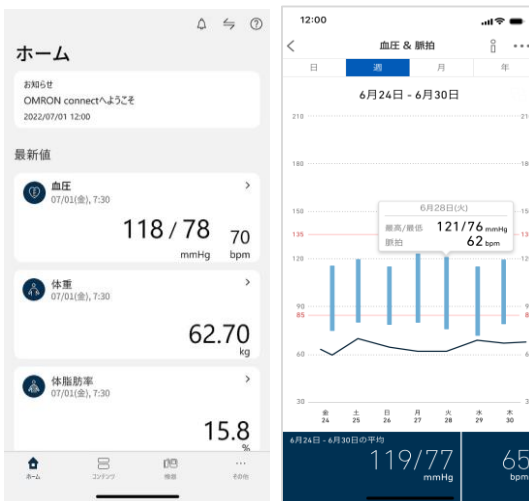 ホーム
お知らせ
OMRON connectへようこそ
2022/07/01 12:00
最新値
血圧
07/01(金), 7:30
118 / 78
70
mmHg
bpm
体重
07/01(金), 7:30
62.70
kg
体脂肪率
07/01(金), 7:30
15.8
%
ホーム
コンテンツ
機器
その他
12:00
血圧 & 脈拍
日
週
月
年
6月24日 - 6月30日
210
180
150
135
120
90
85
60
30
6月28日(火)
最高/最低 121/76 mmHg
脈拍 62 bpm
金 土 日 月 火 水 木
24 25 26 27 28 29 30
6月24日 - 6月30日の平均
119/77
mmHg
65
bpm